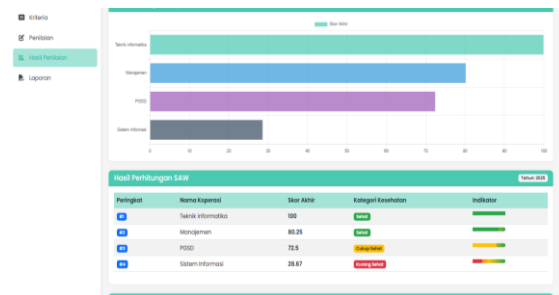 Kriteria
Penilaian
Hasil Penilaian
Laporan
Skor Akhir
Teknik Informatika
Manajemen
PGSD
Sistem Informasi
0 10 20 30 40 50 60 70 80 90 100
Hasil Perhitungan SAW Tahun: 2025
Peringkat Nama Koperasi Skor Akhir Kategori Kesehatan Indikator
#1 Teknik Informatika 100 Sehat
#2 Manajemen 80.25 Sehat
#3 PGSD 72.5 Cukup Sehat
#4 Sistem Informasi 28.67 Kurang Sehat